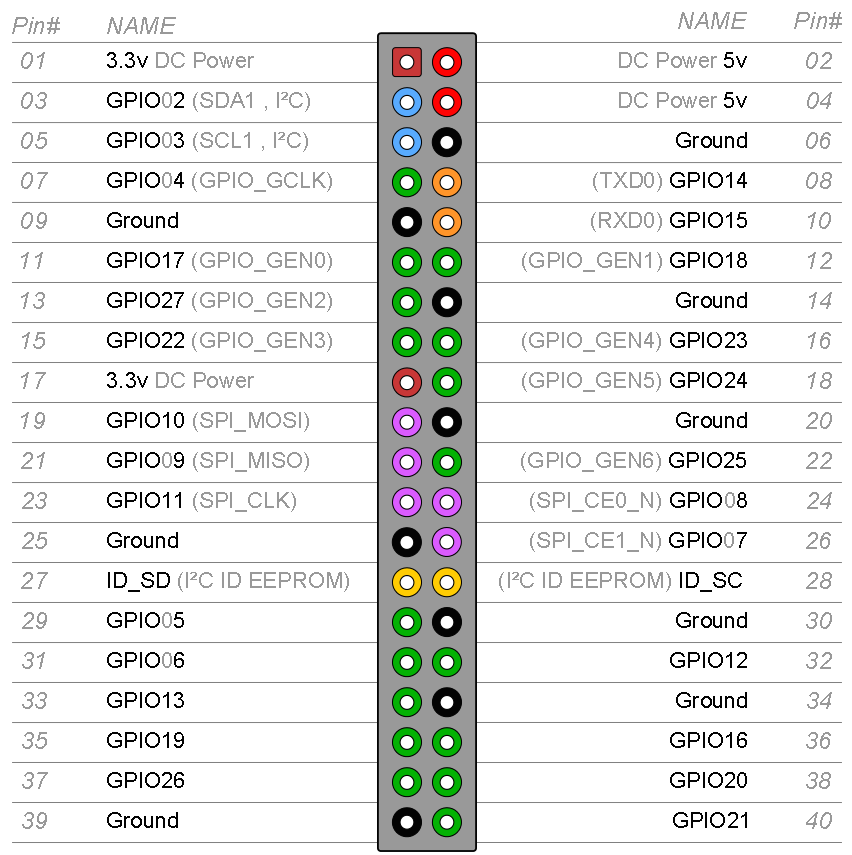 Pin# NAME NAME Pin#
01 3.3v DC Power DC Power 5v 02
03 GPIO02 (SDA1 , I²C) DC Power 5v 04
05 GPIO03 (SCL1 , I²C) Ground 06
07 GPIO04 (GPIO_GCLK) (TXD0) GPIO14 08
09 Ground (RXD0) GPIO15 10
11 GPIO17 (GPIO_GEN0) (GPIO_GEN1) GPIO18 12
13 GPIO27 (GPIO_GEN2) Ground 14
15 GPIO22 (GPIO_GEN3) (GPIO_GEN4) GPIO23 16
17 3.3v DC Power (GPIO_GEN5) GPIO24 18
19 GPIO10 (SPI_MOSI) Ground 20
21 GPIO09 (SPI_MISO) (GPIO_GEN6) GPIO25 22
23 GPIO11 (SPI_CLK) (SPI_CE0_N) GPIO08 24
25 Ground (SPI_CE1_N) GPIO07 26
27 ID_SD (I²C ID EEPROM) (I²C ID EEPROM) ID_SC 28
29 GPIO05 Ground 30
31 GPIO06 GPIO12 32
33 GPIO13 Ground 34
35 GPIO19 GPIO16 36
37 GPIO26 GPIO20 38
39 Ground GPIO21 40